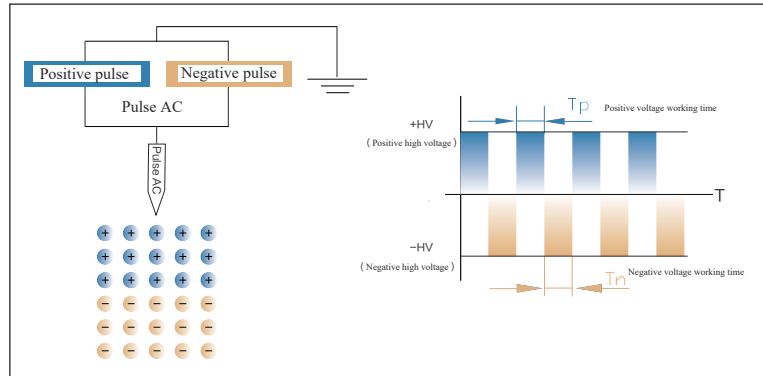 Positive pulse
Negative pulse
Pulse AC
Pulse AC
+ + + + +
+ + + + +
+ + + + +
− − − − −
− − − − −
− − − − −
Tp
Positive voltage working time
+HV
(Positive high voltage)
T
−HV
(Negative high voltage)
Tn
Negative voltage working time